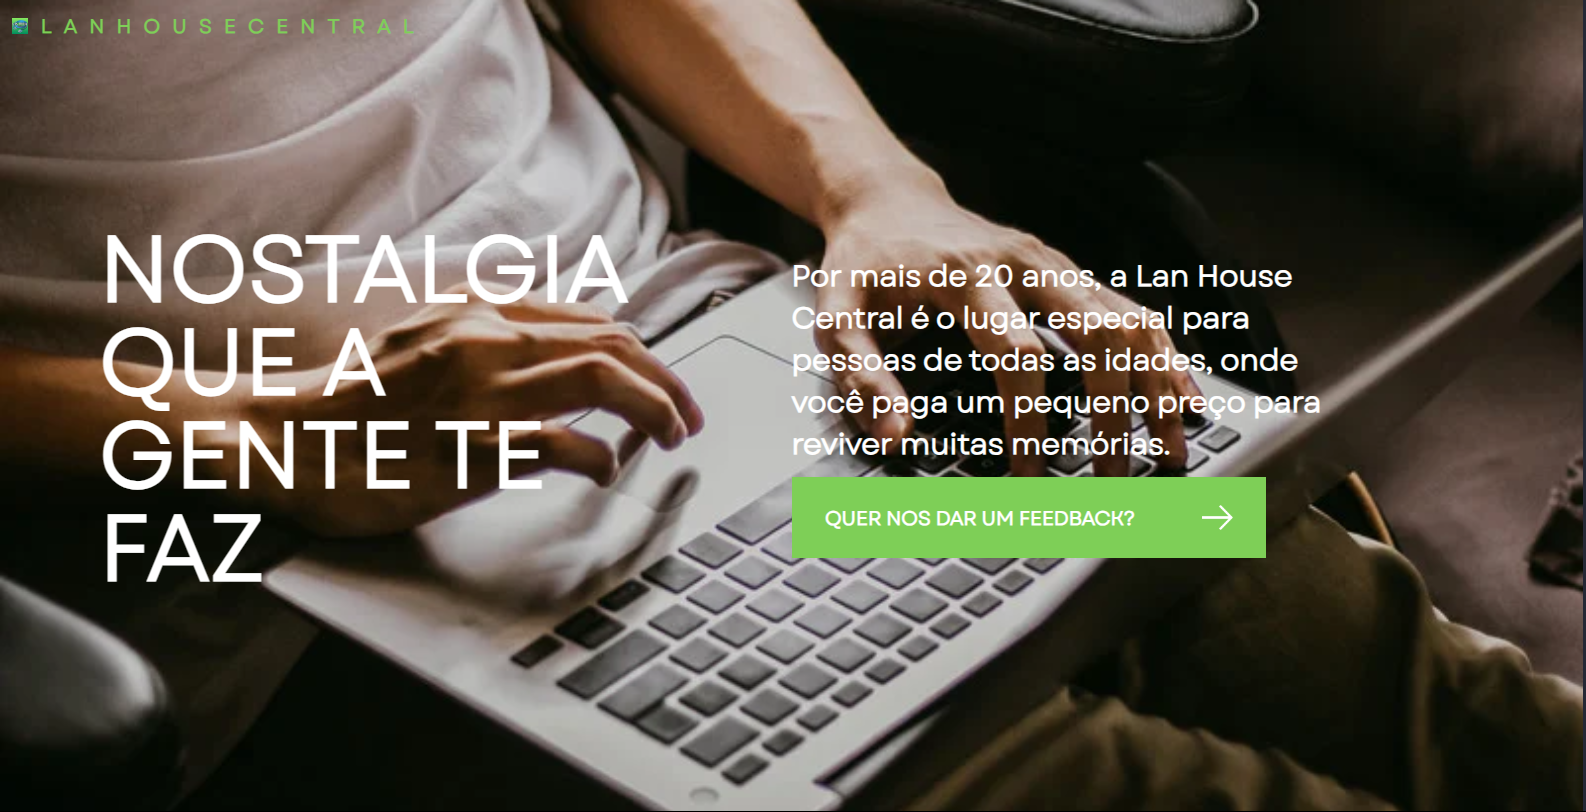 LANHOUSECENTRAL
NOSTALGIA
QUE A
GENTE TE
FAZ
Por mais de 20 anos, a Lan House
Central é o lugar especial para
pessoas de todas as idades, onde
você paga um pequeno preço para
reviver muitas memórias.
QUER NOS DAR UM FEEDBACK?